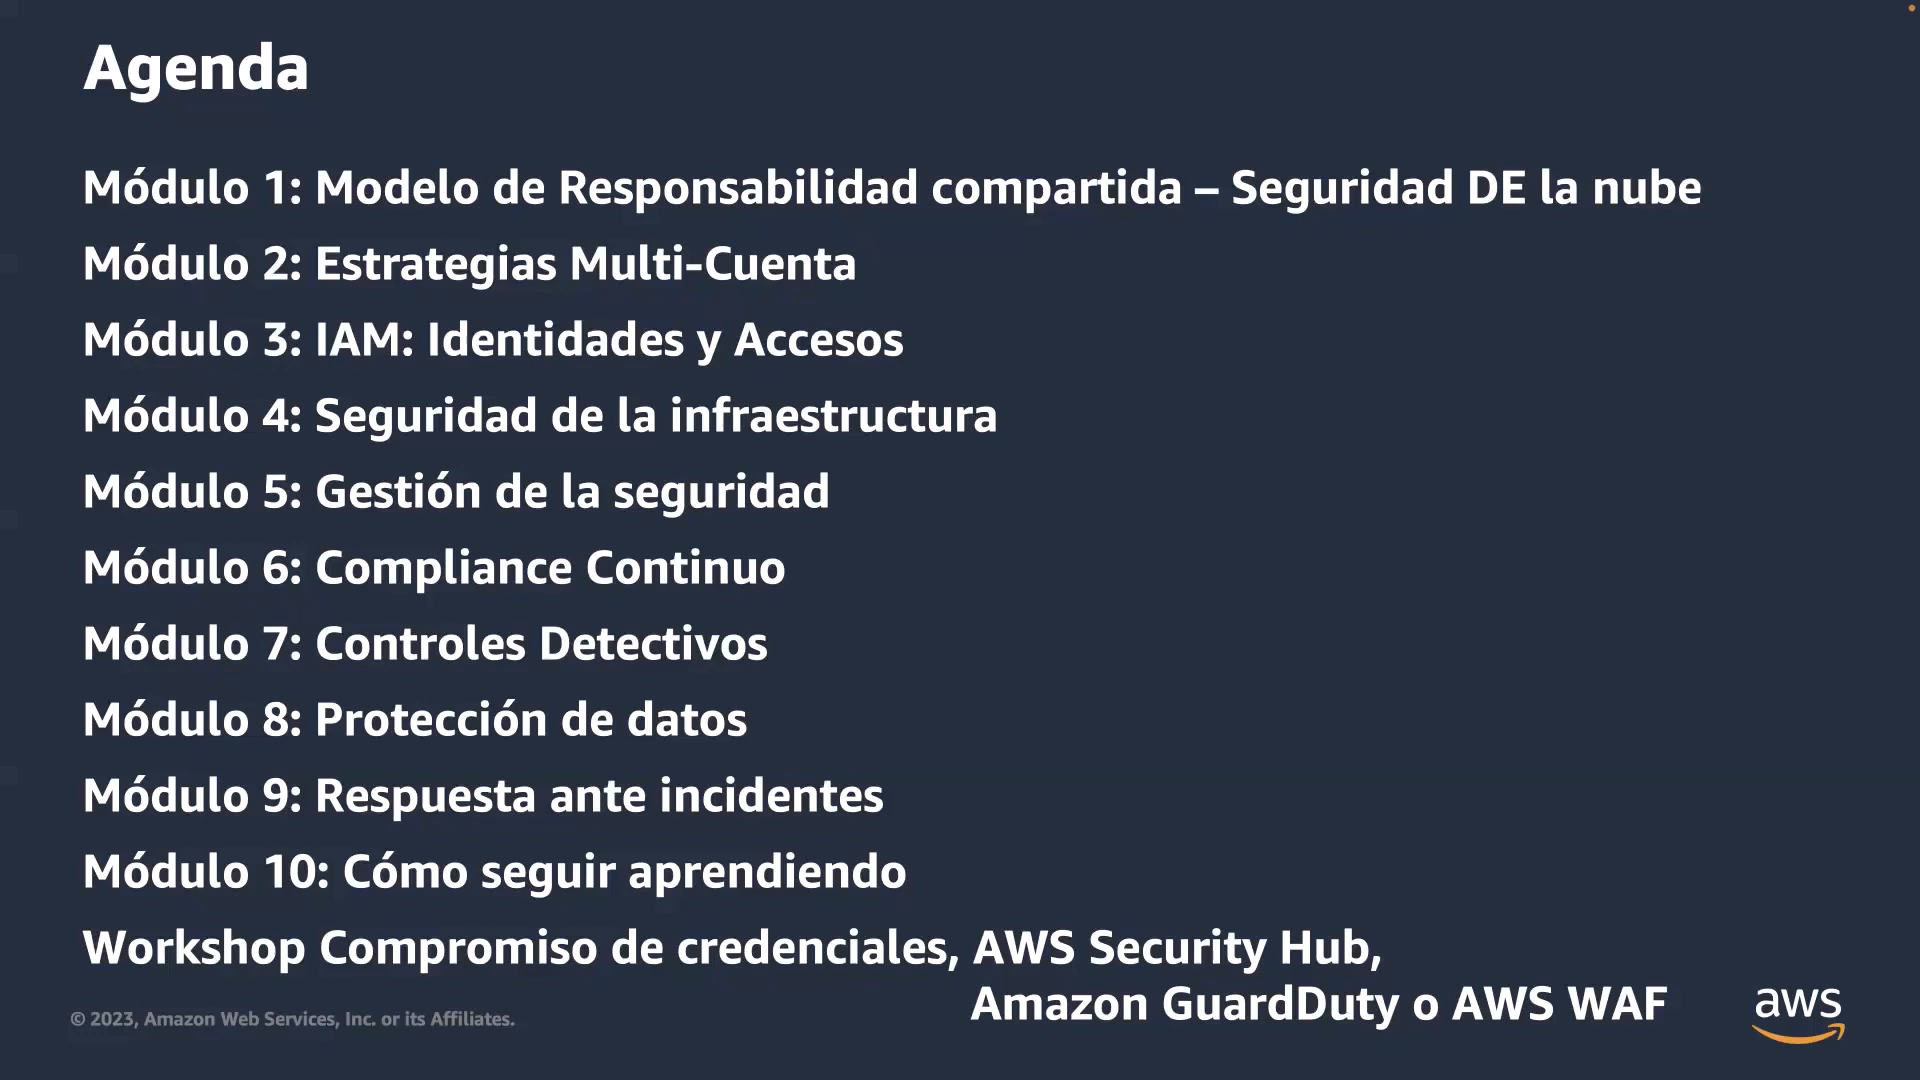 Agenda
Módulo 1: Modelo de Responsabilidad compartida – Seguridad DE la nube
Módulo 2: Estrategias Multi-Cuenta
Módulo 3: IAM: Identidades y Accesos
Módulo 4: Seguridad de la infraestructura
Módulo 5: Gestión de la seguridad
Módulo 6: Compliance Continuo
Módulo 7: Controles Detectivos
Módulo 8: Protección de datos
Módulo 9: Respuesta ante incidentes
Módulo 10: Cómo seguir aprendiendo
Workshop Compromiso de credenciales, AWS Security Hub,
Amazon GuardDuty o AWS WAF
© 2023, Amazon Web Services, Inc. or its Affiliates.
aws